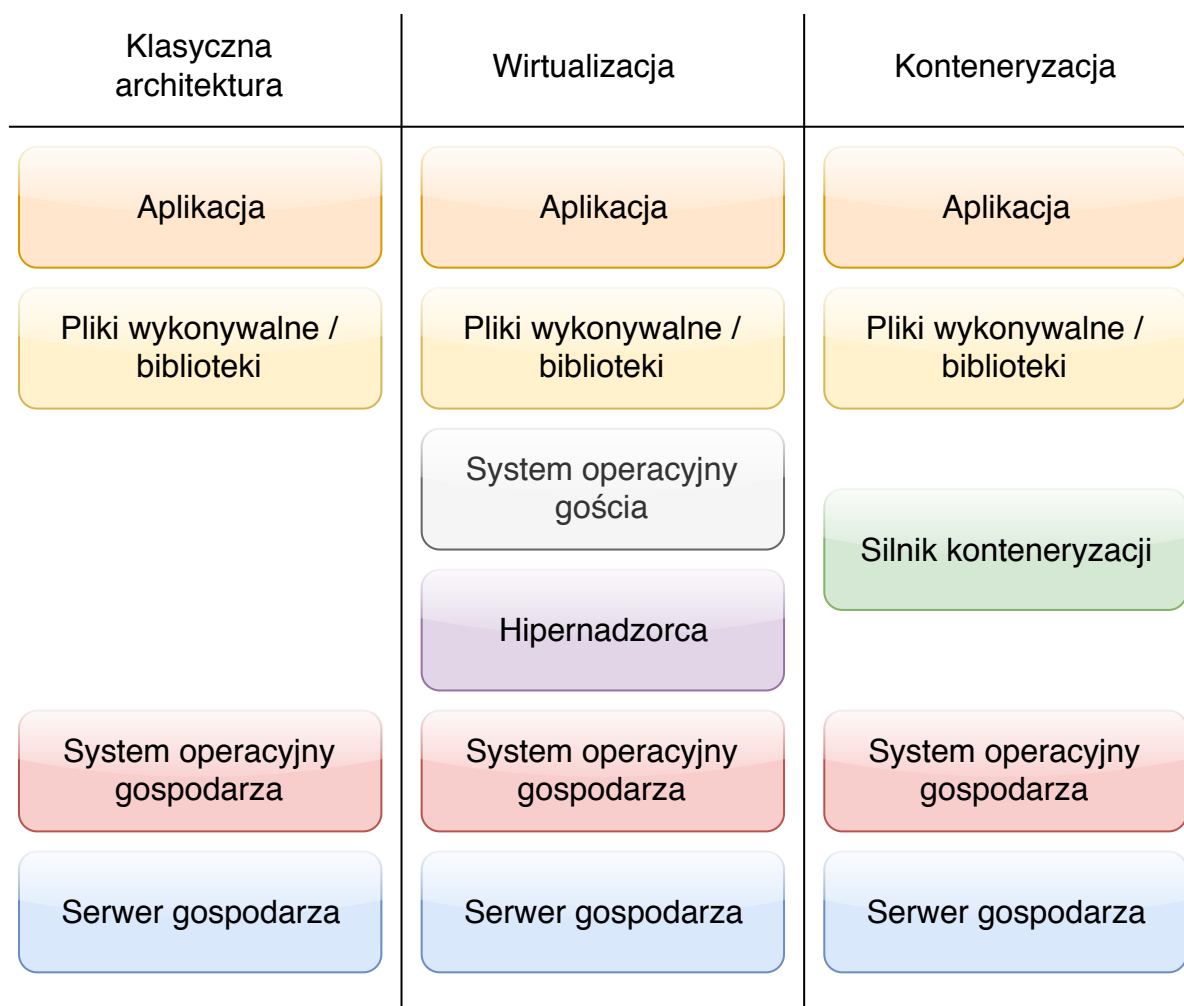 Klasyczna
architektura
Wirtualizacja
Konteneryzacja
Aplikacja
Aplikacja
Aplikacja
Pliki wykonywalne /
biblioteki
Pliki wykonywalne /
biblioteki
Pliki wykonywalne /
biblioteki
System operacyjny
gościa
Silnik konteneryzacji
Hipernadzorca
System operacyjny
gospodarza
System operacyjny
gospodarza
System operacyjny
gospodarza
Serwer gospodarza
Serwer gospodarza
Serwer gospodarza